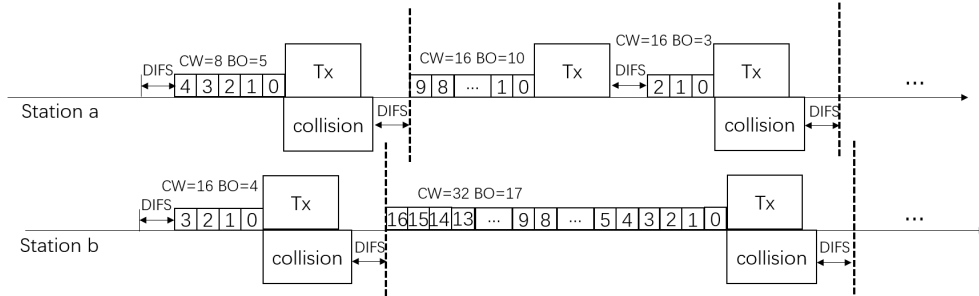 CW=8 BO=5
DIFS
4 3 2 1 0
Tx
CW=16 BO=10
9 8 ... 1 0
Tx
CW=16 BO=3
DIFS
2 1 0
Tx
...
Station a
collision
DIFS
collision
DIFS
CW=16 BO=4
DIFS
3 2 1 0
Tx
CW=32 BO=17
16 15 14 13 ... 9 8 ... 5 4 3 2 1 0
Tx
...
Station b
collision
DIFS
collision
DIFS